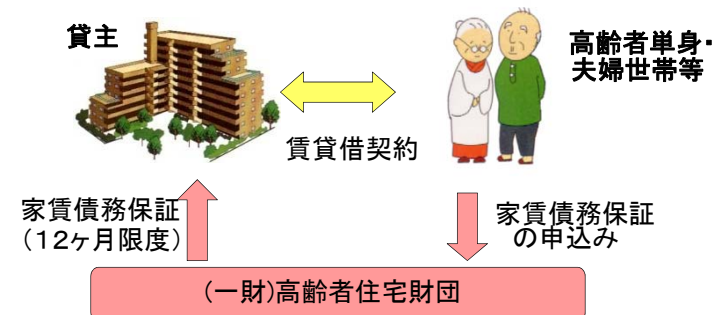 貸主
高齢者単身・
夫婦世帯等
賃貸借契約
家賃債務保証
(12ヶ月限度)
家賃債務保証
の申込み
(一財)高齢者住宅財団